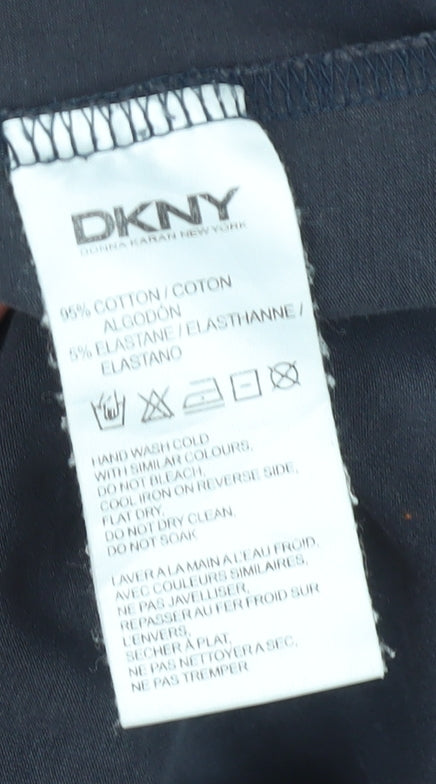 DKNY
DONNA KARAN NEW YORK
95% COTTON / COTON
ALGODÓN
5% ELASTANE / ELASTHANNE /
ELASTANO
HAND WASH COLD
WITH SIMILAR COLOURS,
DO NOT BLEACH,
COOL IRON ON REVERSE SIDE,
FLAT DRY,
DO NOT DRY CLEAN,
DO NOT SOAK
LAVER A LA MAIN A L'EAU FROID,
AVEC COULEURS SIMILAIRES,
NE PAS JAVELLISER,
REPASSER AU FER FROID SUR
L'ENVERS,
SECHER À PLAT,
NE PAS NETTOYER A SEC,
NE PAS TREMPER